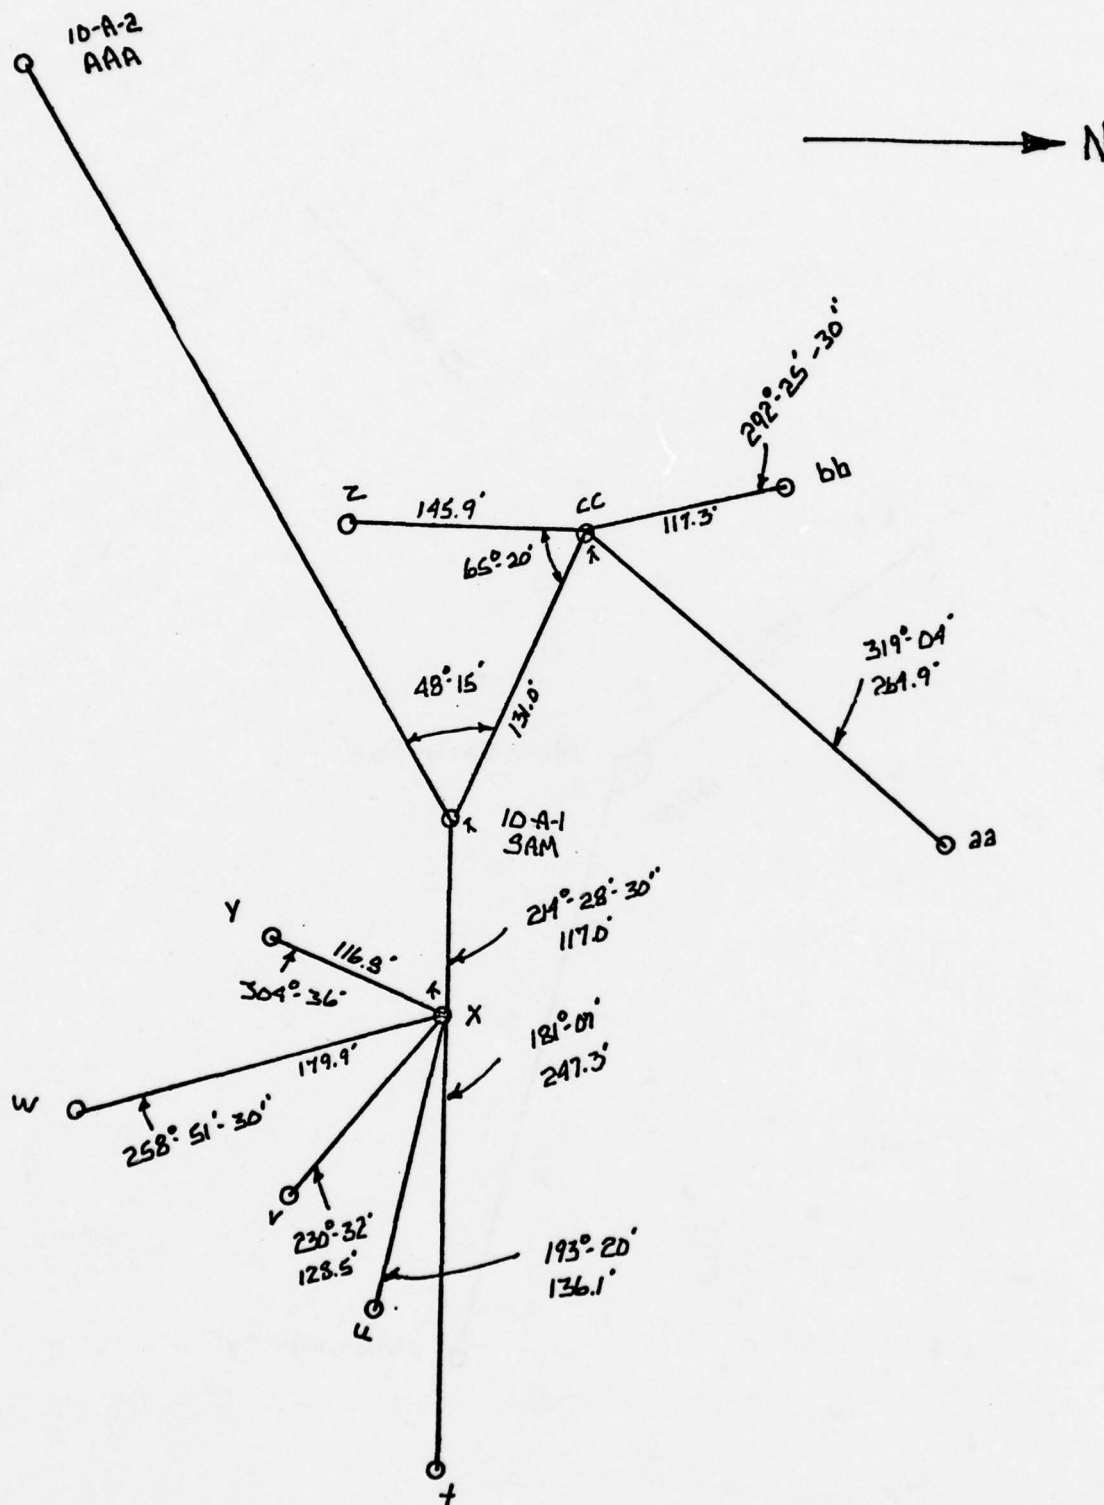 10-A-2
AAA
N
292°-25'-30"
bb
Z
145.9'
CC
117.3'
65°-20'
319°-04'
264.9'
48°-15'
131.0'
10-A-1
SAM
aa
214°-28'-30"
117.0'
Y
116.8'
304°-36'
X
181°-07'
247.3'
179.9'
W
258°-51'-30"
V
230°-32'
128.5'
193°-20'
136.1'